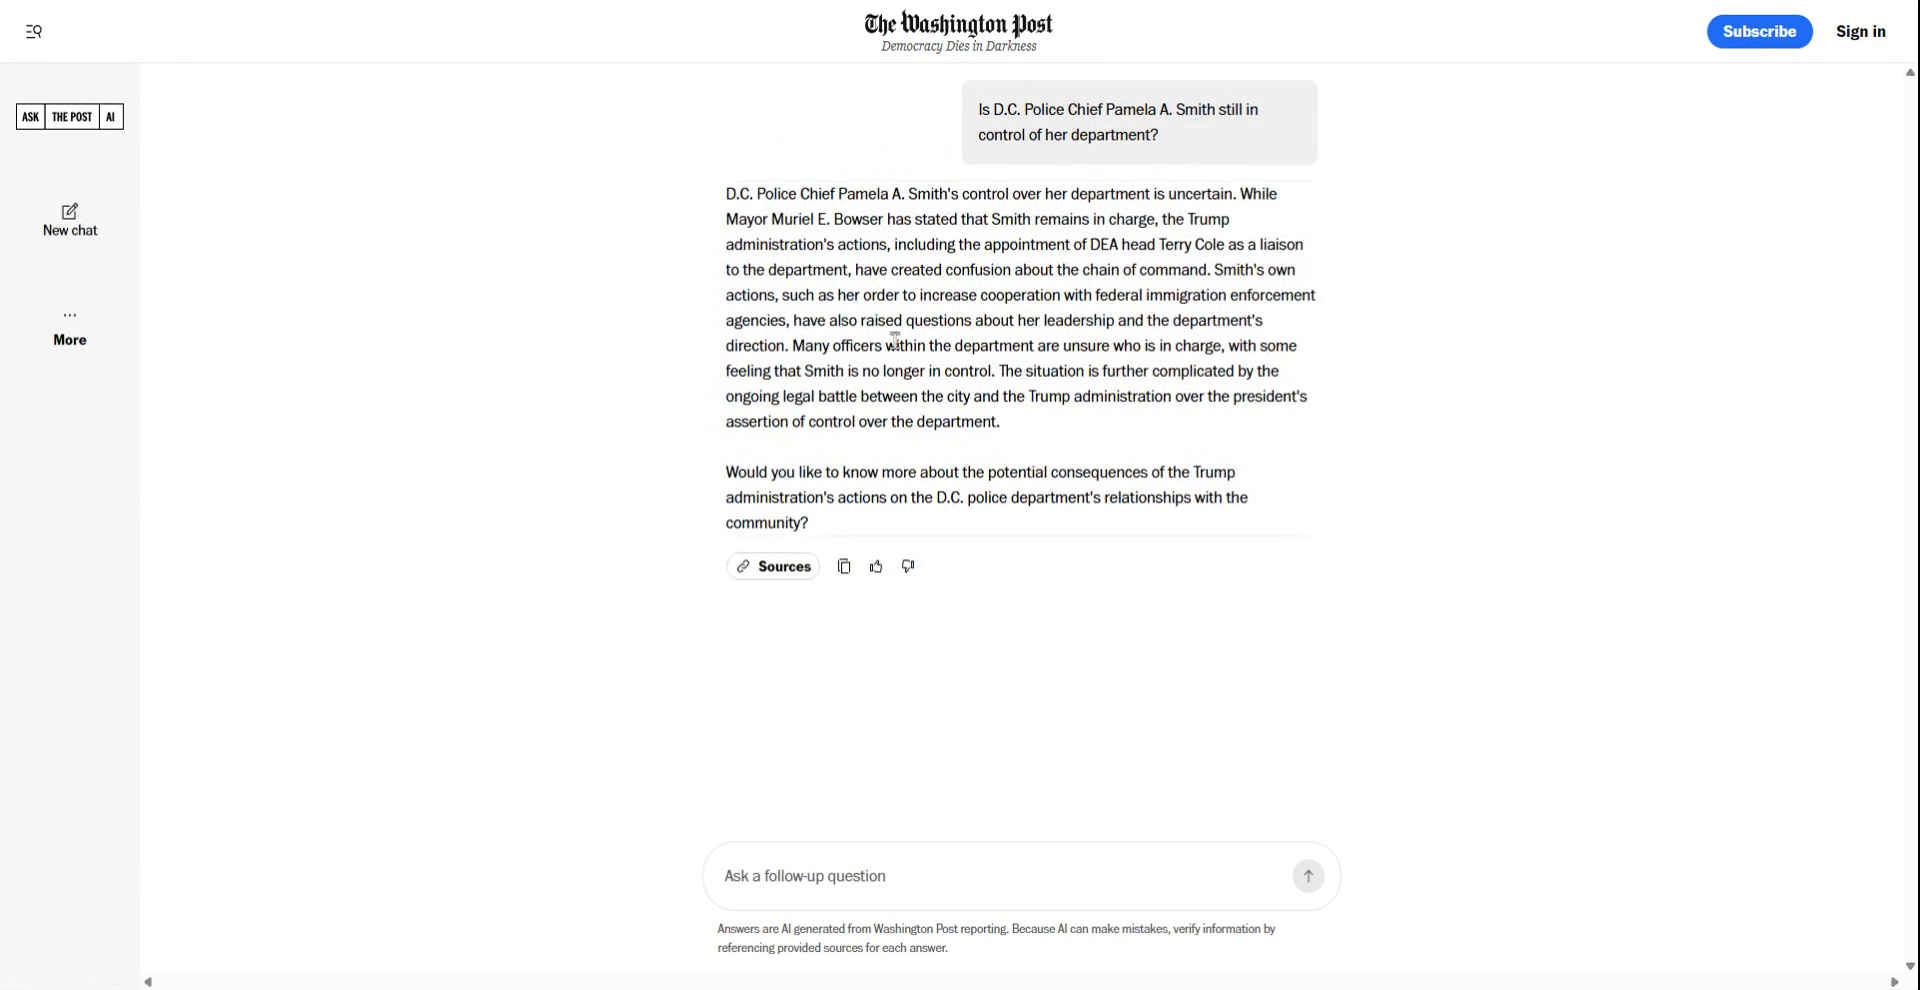 The Washington Post
Democracy Dies in Darkness
Subscribe
Sign in
ASK THE POST AI
New chat
...
More
Is D.C. Police Chief Pamela A. Smith still in
control of her department?
D.C. Police Chief Pamela A. Smith's control over her department is uncertain. While
Mayor Muriel E. Bowser has stated that Smith remains in charge, the Trump
administration's actions, including the appointment of DEA head Terry Cole as a liaison
to the department, have created confusion about the chain of command. Smith's own
actions, such as her order to increase cooperation with federal immigration enforcement
agencies, have also raised questions about her leadership and the department's
direction. Many officers within the department are unsure who is in charge, with some
feeling that Smith is no longer in control. The situation is further complicated by the
ongoing legal battle between the city and the Trump administration over the president's
assertion of control over the department.
Would you like to know more about the potential consequences of the Trump
administration's actions on the D.C. police department's relationships with the
community?
Sources
Ask a follow-up question
Answers are AI generated from Washington Post reporting. Because AI can make mistakes, verify information by
referencing provided sources for each answer.